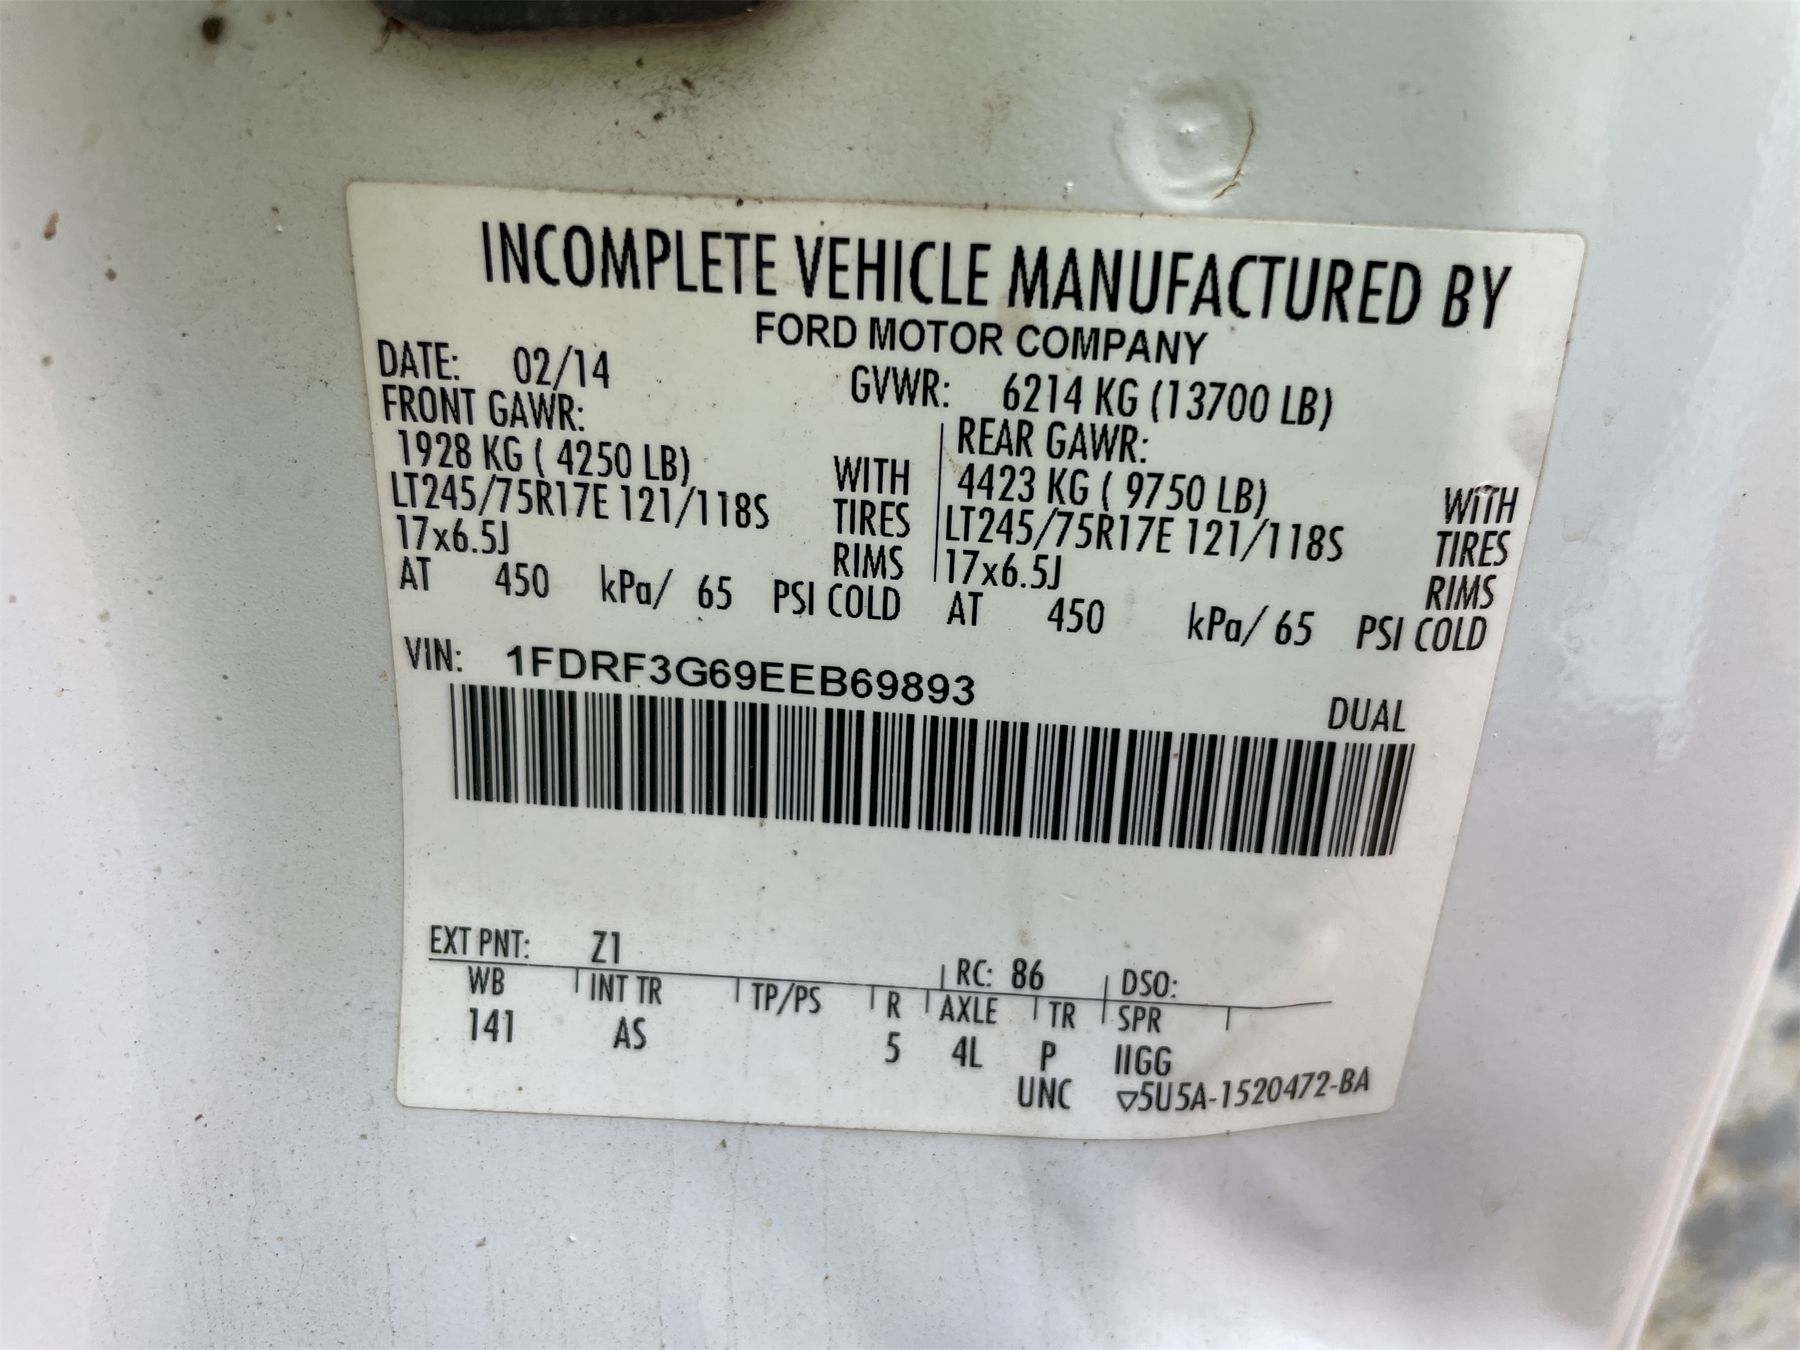 INCOMPLETE VEHICLE MANUFACTURED BY
FORD MOTOR COMPANY
DATE: 02/14 GVWR: 6214 KG (13700 LB)
FRONT GAWR: REAR GAWR:
1928 KG ( 4250 LB) WITH 4423 KG ( 9750 LB) WITH
LT245/75R17E 121/118S TIRES LT245/75R17E 121/118S TIRES
17x6.5J RIMS 17x6.5J RIMS
AT 450 kPa/ 65 PSI COLD AT 450 kPa/ 65 PSI COLD
VIN: 1FDRF3G69EEB69893
DUAL
EXT PNT: Z1 RC: 86 DSO:
WB INT TR TP/PS R AXLE TR SPR
141 AS 5 4L P IIGG
UNC ▽5U5A-1520472-BA